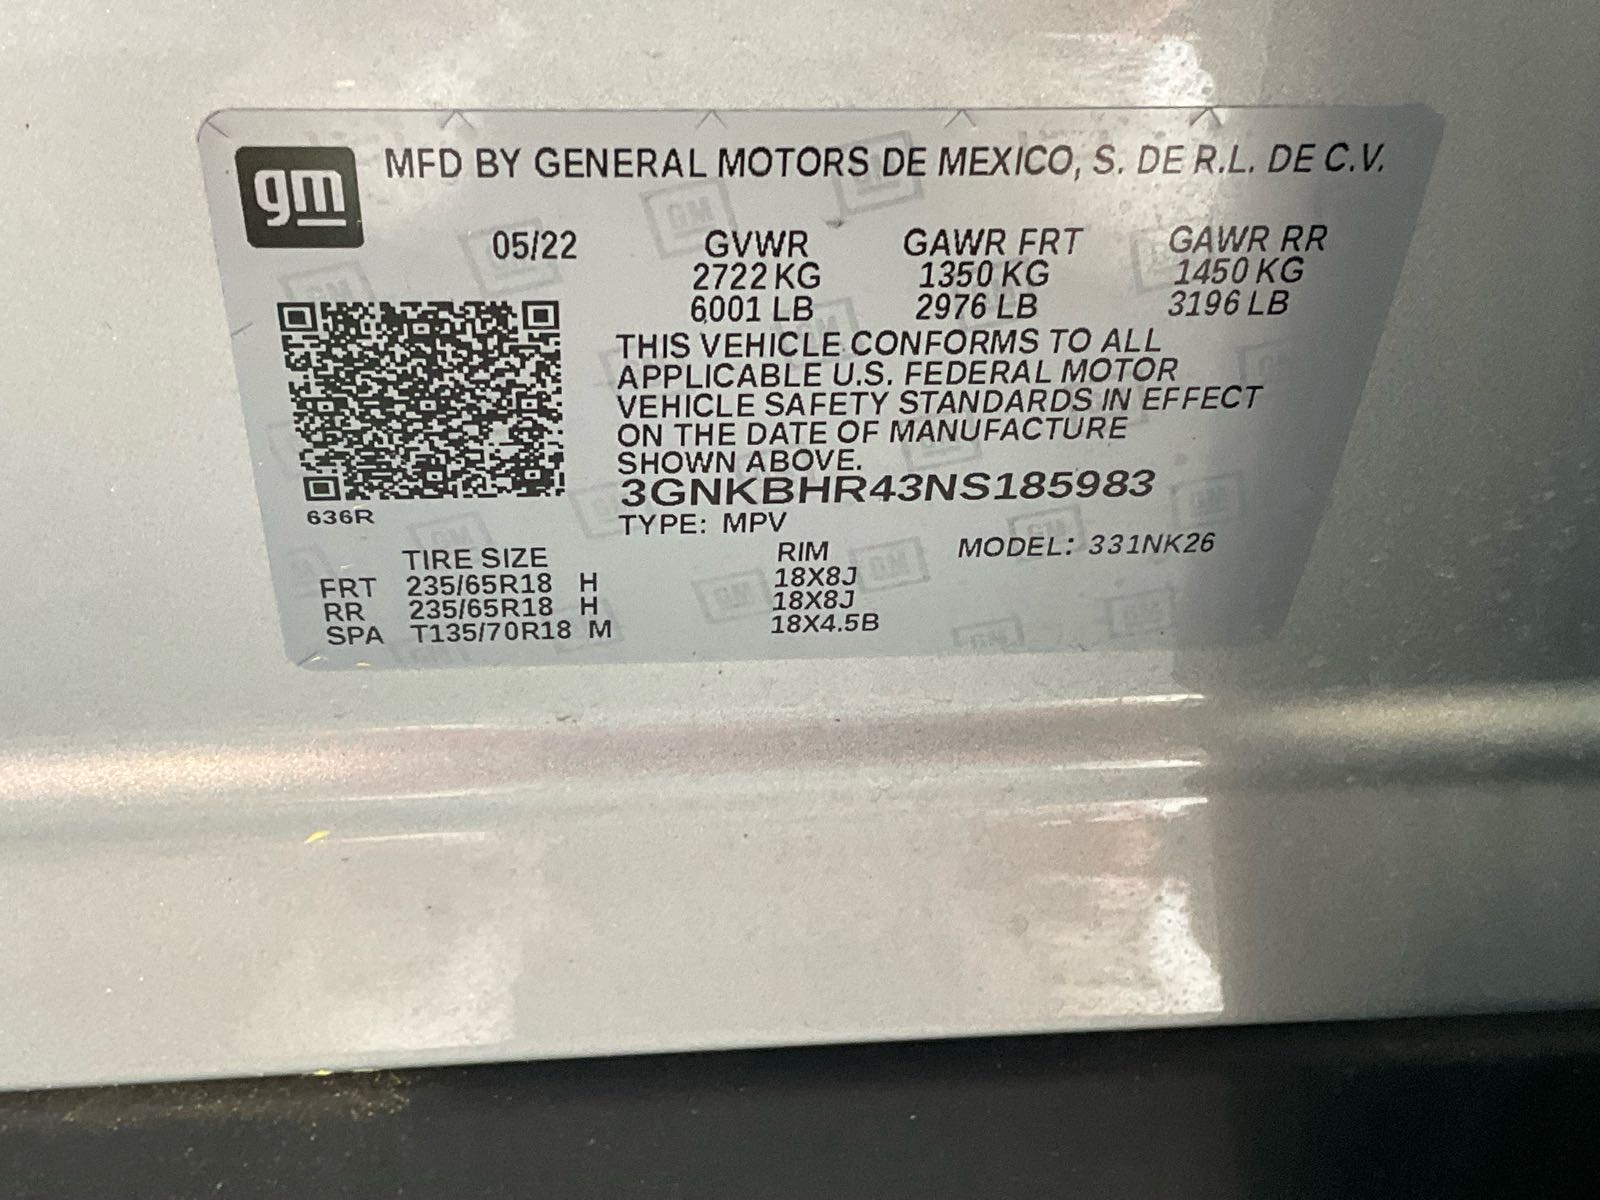 gm
MFD BY GENERAL MOTORS DE MEXICO, S. DE R.L. DE C.V.
05/22 GVWR GAWR FRT GAWR RR
2722 KG 1350 KG 1450 KG
6001 LB 2976 LB 3196 LB
THIS VEHICLE CONFORMS TO ALL
APPLICABLE U.S. FEDERAL MOTOR
VEHICLE SAFETY STANDARDS IN EFFECT
ON THE DATE OF MANUFACTURE
SHOWN ABOVE.
3GNKBHR43NS185983
636R
TYPE: MPV
TIRE SIZE RIM MODEL: 331NK26
FRT 235/65R18 H 18X8J
RR 235/65R18 H 18X8J
SPA T135/70R18 M 18X4.5B